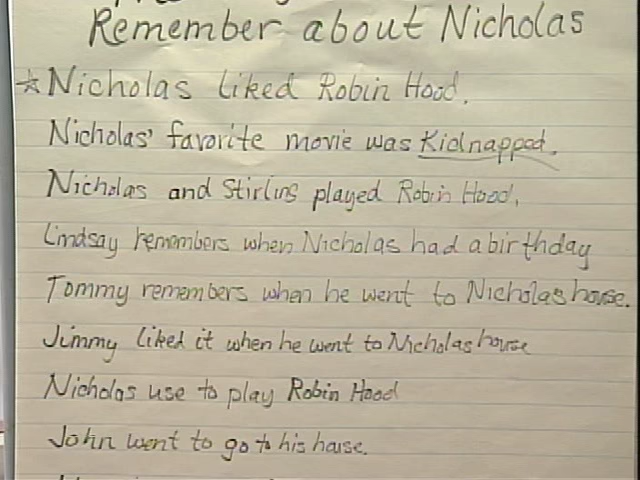 Remember about Nicholas
☆Nicholas liked Robin Hood.
Nicholas' favorite movie was Kidnapped.
Nicholas and Stirlins played Robin Hood.
Lindsay remembers when Nicholas had a birthday
Tommy remembers when he went to Nicholas house.
Jimmy liked it when he went to Nicholas house
Nicholas use to play Robin Hood
John went to go to his house.